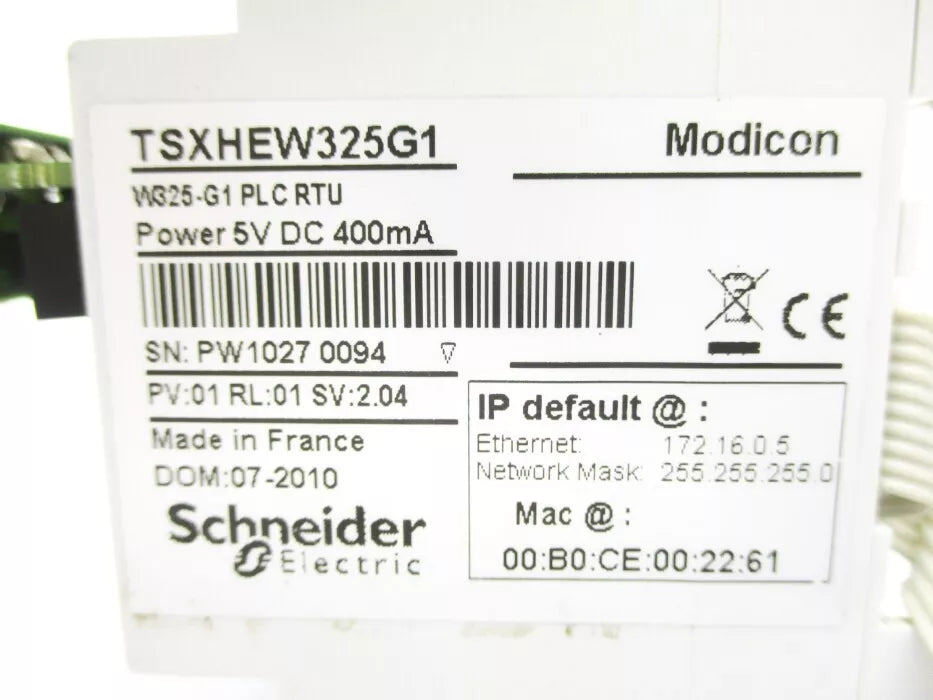 TSXHEW325G1
Modicon
W325-G1 PLC RTU
Power 5V DC 400mA
SN: PW1027 0094
PV:01 RL:01 SV:2.04
Made in France
DOM:07-2010
Schneider
Electric
CE
IP default @ :
Ethernet: 172.16.0.5
Network Mask: 255.255.255.0
Mac @ :
00:B0:CE:00:22:61